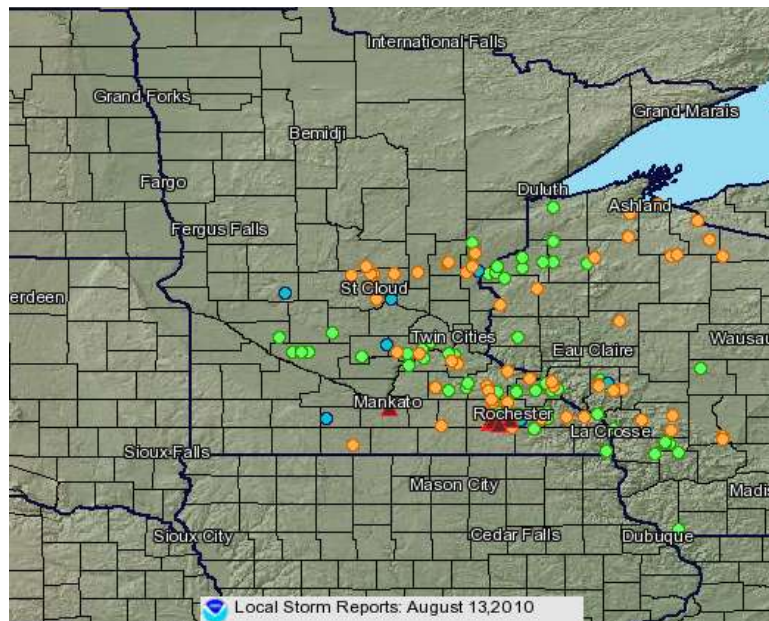 International Falls
Grand Forks
Grand Marais
Bemidji
Fargo
Duluth
Ashland
Fergus Falls
St Cloud
erdeen
Twin Cities
Wausau
Eau Claire
Mankato
Rochester
La Crosse
Sioux Falls
Mason City
Madis
Sioux City
Cedar Falls
Dubuque
Local Storm Reports: August 13,2010